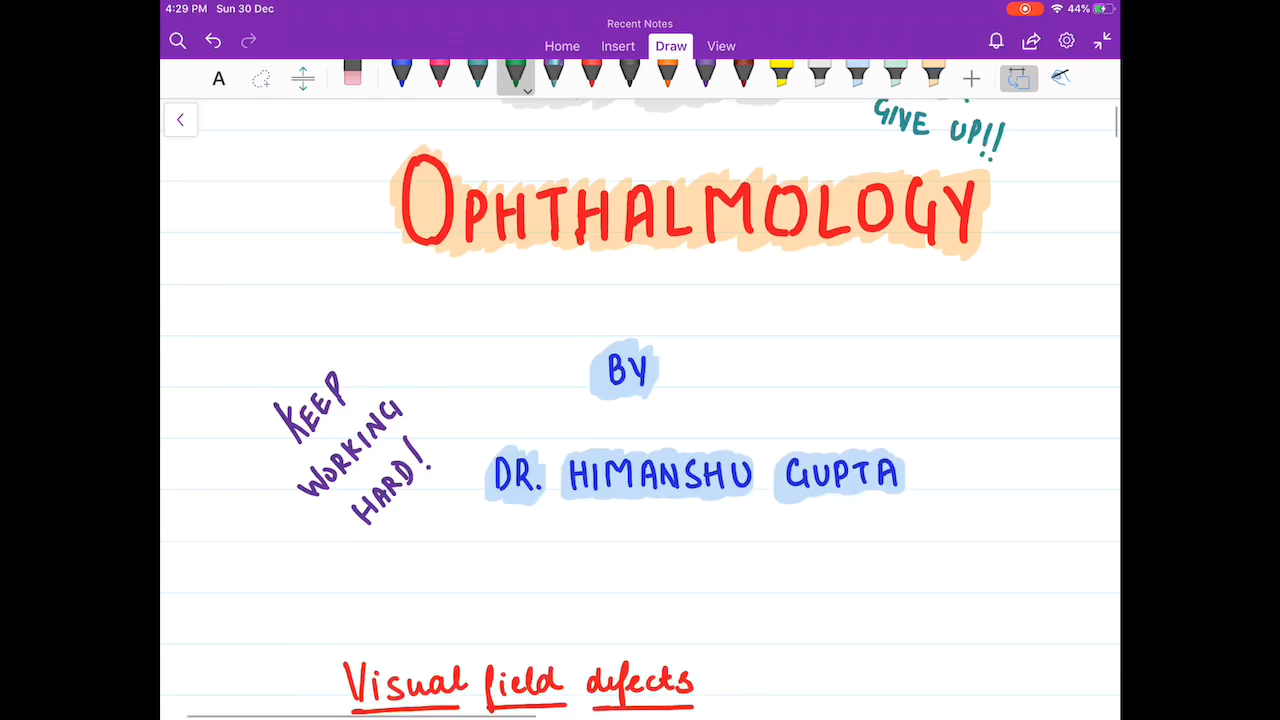 4:29 PM Sun 30 Dec
44%
Recent Notes
Home Insert Draw View
A
GIVE UP!!
OPHTHALMOLOGY
BY
KEEP
WORKING
HARD!
DR. HIMANSHU GUPTA
Visual field defects